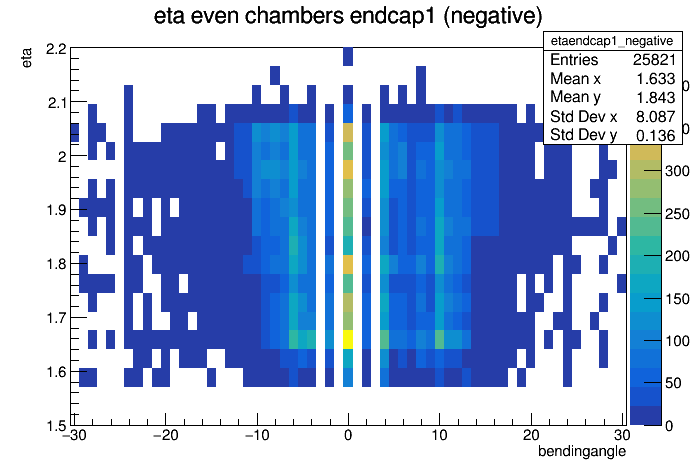 eta even chambers endcap1 (negative)
etaendcap1_negative
Entries 25821
Mean x 1.633
Mean y 1.843
Std Dev x 8.087
Std Dev y 0.136
eta
2.2
2.1
2
1.9
1.8
1.7
1.6
1.5
−30 −20 −10 0 10 20 30
bendingangle
0
300
250
200
150
100
50
0